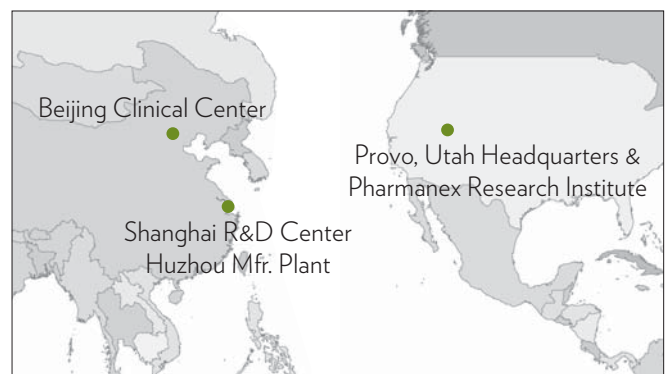 Beijing Clinical Center
Shanghai R&D Center
Huzhou Mfr. Plant
Provo, Utah Headquarters &
Pharmanex Research Institute